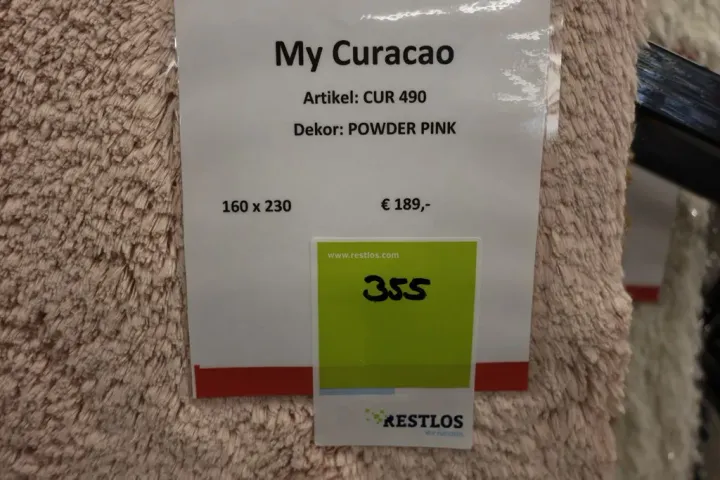 My Curacao
Artikel: CUR 490
Dekor: POWDER PINK
160 x 230 € 189,-
www.restlos.com
355
RESTLOS